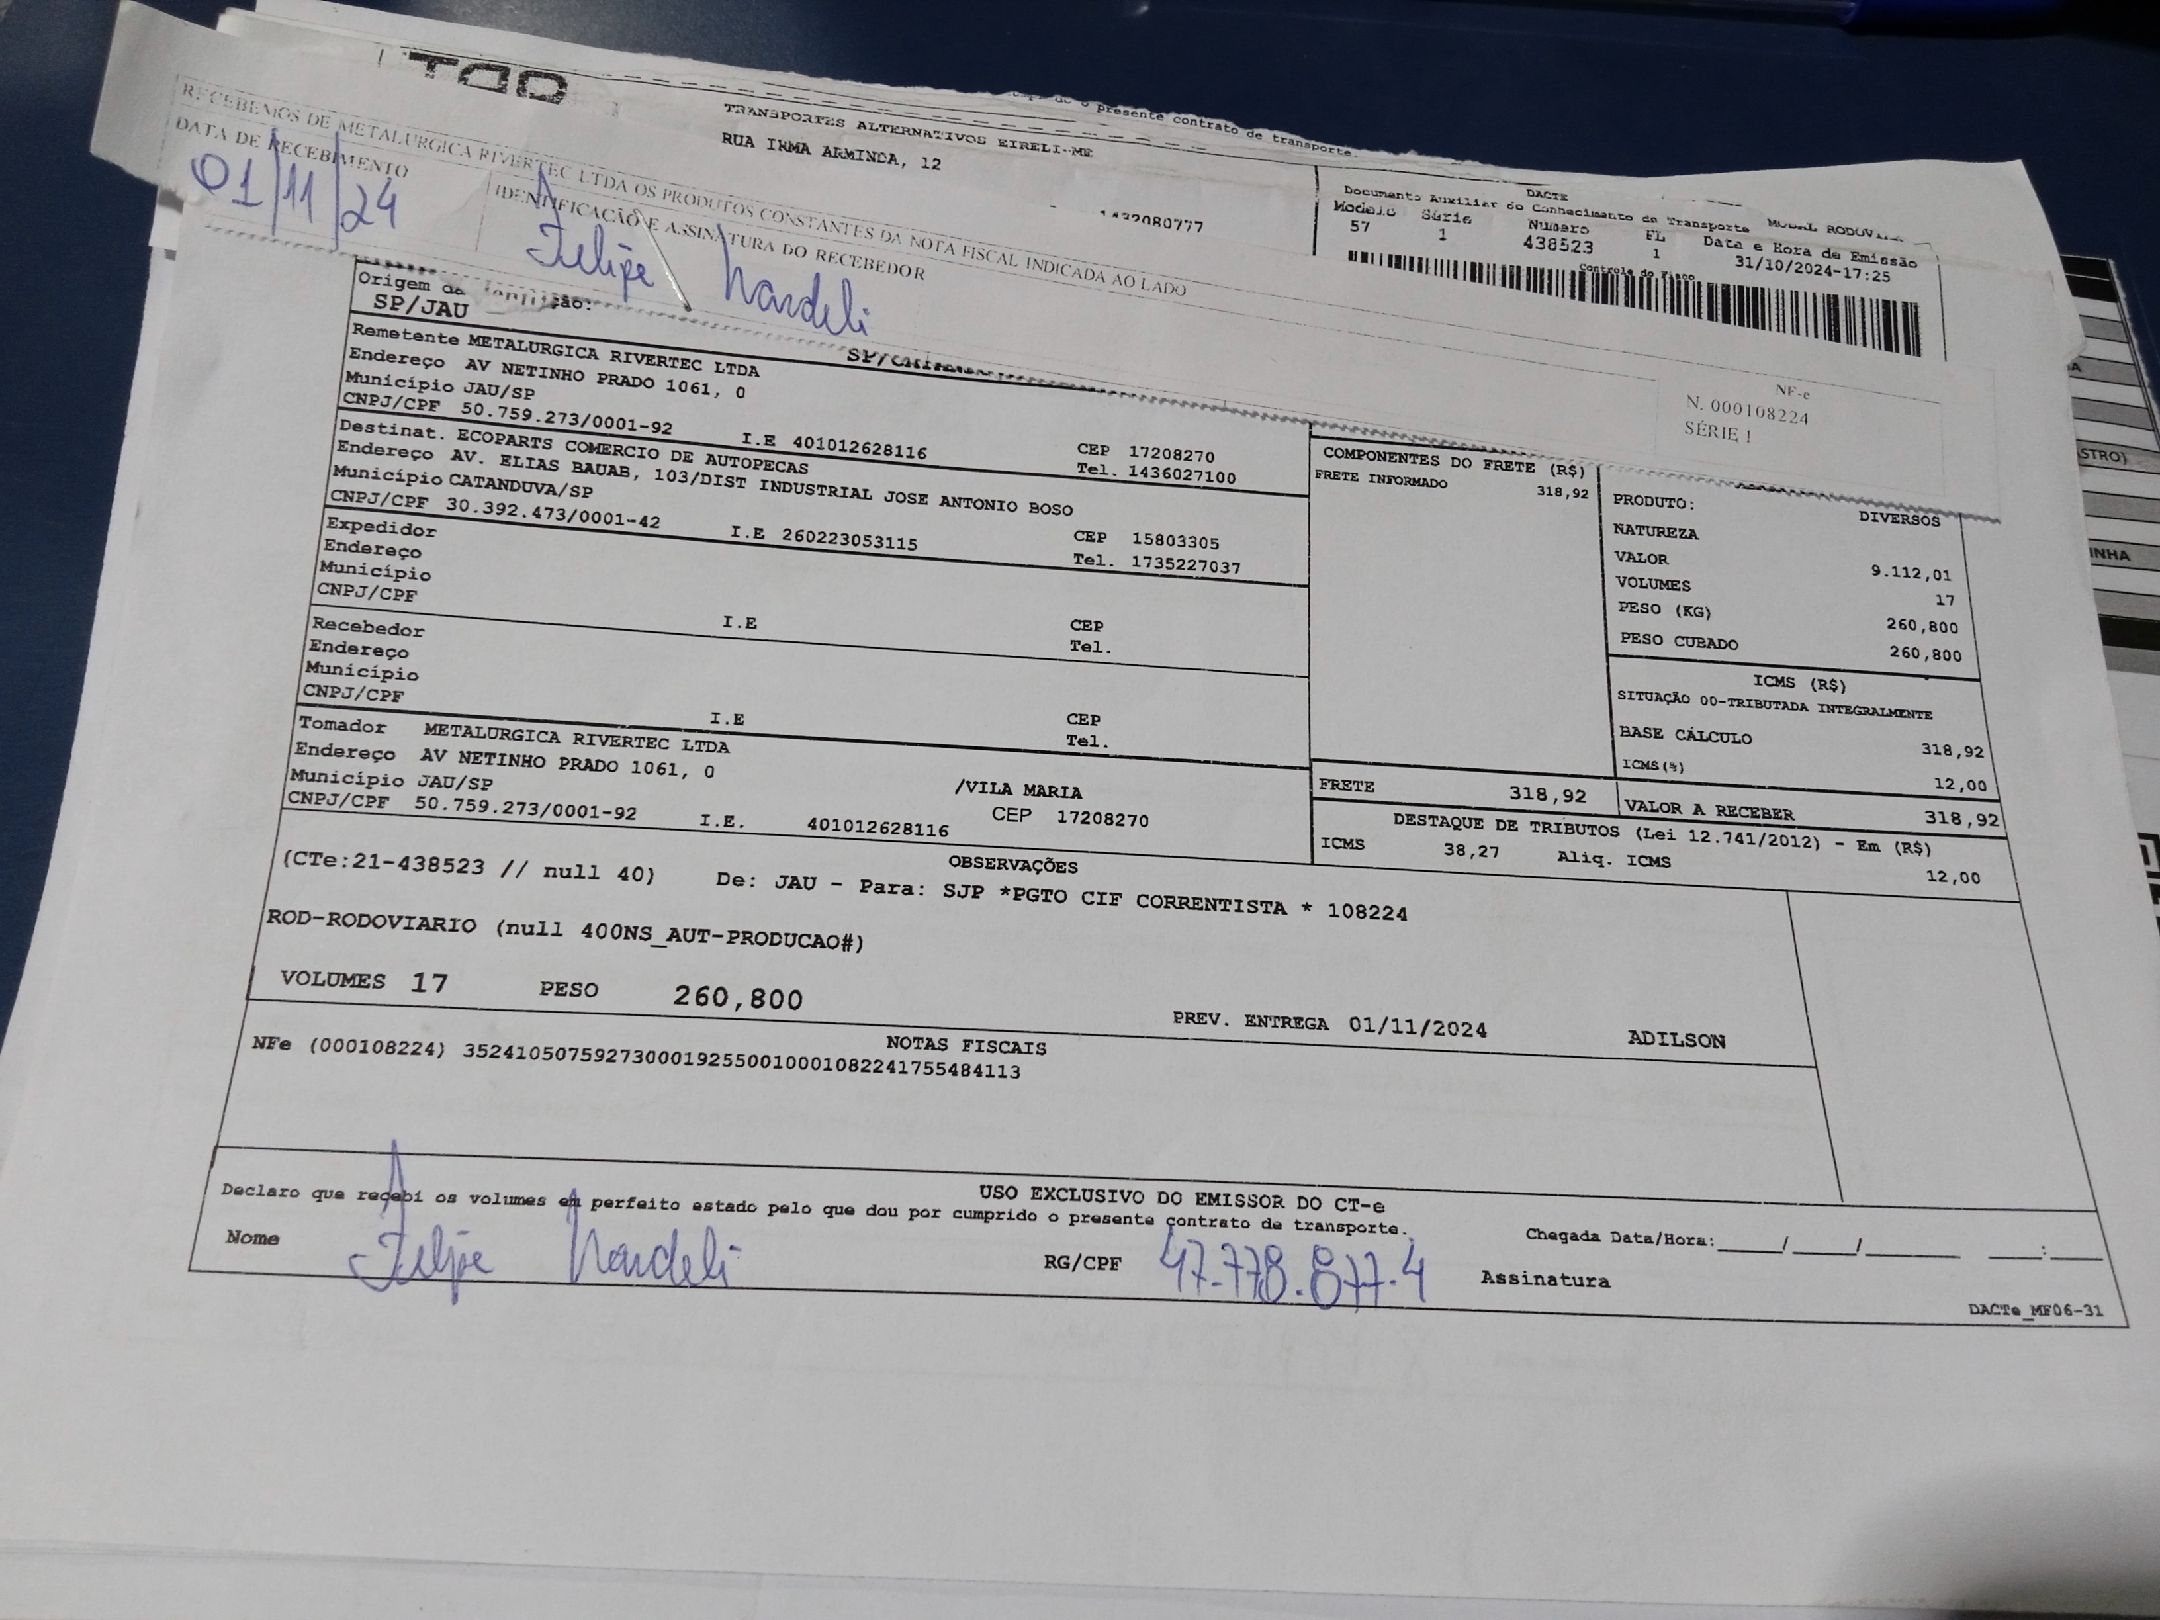 TRANSPORTES ALTERNATIVOS EIRELI-ME
RUA IRMA ARMINDA, 12
o presente contrato de transporte.
RECEBEMOS DE METALURGICA RIVERTEC LTDA OS PRODUTOS CONSTANTES DA NOTA FISCAL INDICADA AO LADO
DATA DE RECEBIMENTO
IDENTIFICAÇÃO E ASSINATURA DO RECEBEDOR
01/11/24
Felipe Nardeli
NF-e
N. 000108224
SÉRIE 1
DACTE
Documento Auxiliar do Conhecimento de Transporte
Modelo Série Número FL Data e Hora de Emissão
57 1 438523 1 31/10/2024-17:25
Controle do Fisco
Origem da
SP/JAU
Remetente METALURGICA RIVERTEC LTDA
Endereço AV NETINHO PRADO 1061, 0
Município JAU/SP CEP 17208270
CNPJ/CPF 50.759.273/0001-92 I.E 401012628116 Tel. 1436027100
Destinat. ECOPARTS COMERCIO DE AUTOPECAS
Endereço AV. ELIAS BAUAB, 103/DIST INDUSTRIAL JOSE ANTONIO BOSO
Município CATANDUVA/SP CEP 15803305
CNPJ/CPF 30.392.473/0001-42 I.E 260223053115 Tel. 1735227037
Expedidor
Endereço
Município CEP
CNPJ/CPF I.E Tel.
Recebedor
Endereço
Município CEP
CNPJ/CPF I.E Tel.
Tomador METALURGICA RIVERTEC LTDA
Endereço AV NETINHO PRADO 1061, 0 /VILA MARIA
Município JAU/SP CEP 17208270
CNPJ/CPF 50.759.273/0001-92 I.E. 401012628116
COMPONENTES DO FRETE (R$)
FRETE INFORMADO 318,92
PRODUTO: DIVERSOS
NATUREZA
VALOR 9.112,01
VOLUMES 17
PESO (KG) 260,800
PESO CUBADO 260,800
ICMS (R$)
SITUAÇÃO 00-TRIBUTADA INTEGRALMENTE
BASE CÁLCULO 318,92
ICMS(%) 12,00
FRETE 318,92 VALOR A RECEBER 318,92
DESTAQUE DE TRIBUTOS (Lei 12.741/2012) - Em (R$)
ICMS 38,27 Aliq. ICMS 12,00
OBSERVAÇÕES
(CTe:21-438523 // null 40) De: JAU - Para: SJP *PGTO CIF CORRENTISTA * 108224
ROD-RODOVIARIO (null 400NS_AUT-PRODUCAO#)
VOLUMES 17 PESO 260,800 PREV. ENTREGA 01/11/2024 ADILSON
NOTAS FISCAIS
NFe (000108224) 35241050759273000192550010001082241755484113
USO EXCLUSIVO DO EMISSOR DO CT-e
Declaro que recebi os volumes em perfeito estado pelo que dou por cumprido o presente contrato de transporte.
Chegada Data/Hora:_____/_____/_______ ____:____
Nome Felipe Nardeli RG/CPF 47.778.877-4 Assinatura
DACTe_MF06-31